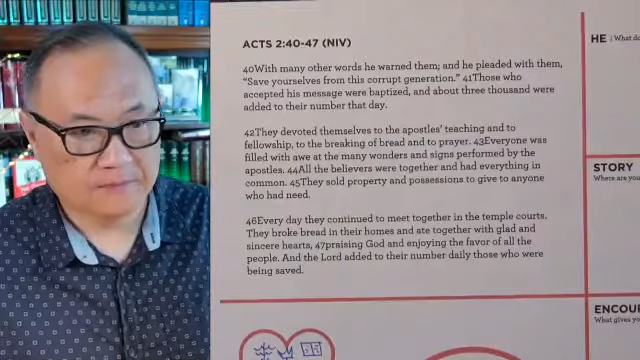 ACTS 2:40-47 (NIV)
40With many other words he warned them; and he pleaded with them,
“Save yourselves from this corrupt generation.” 41Those who
accepted his message were baptized, and about three thousand were
added to their number that day.
42They devoted themselves to the apostles’ teaching and to
fellowship, to the breaking of bread and to prayer. 43Everyone was
filled with awe at the many wonders and signs performed by the
apostles. 44All the believers were together and had everything in
common. 45They sold property and possessions to give to anyone
who had need.
46Every day they continued to meet together in the temple courts.
They broke bread in their homes and ate together with glad and
sincere hearts, 47praising God and enjoying the favor of all the
people. And the Lord added to their number daily those who were
being saved.
HE | What do
STORY
Where are you
ENCOU
What gives yo